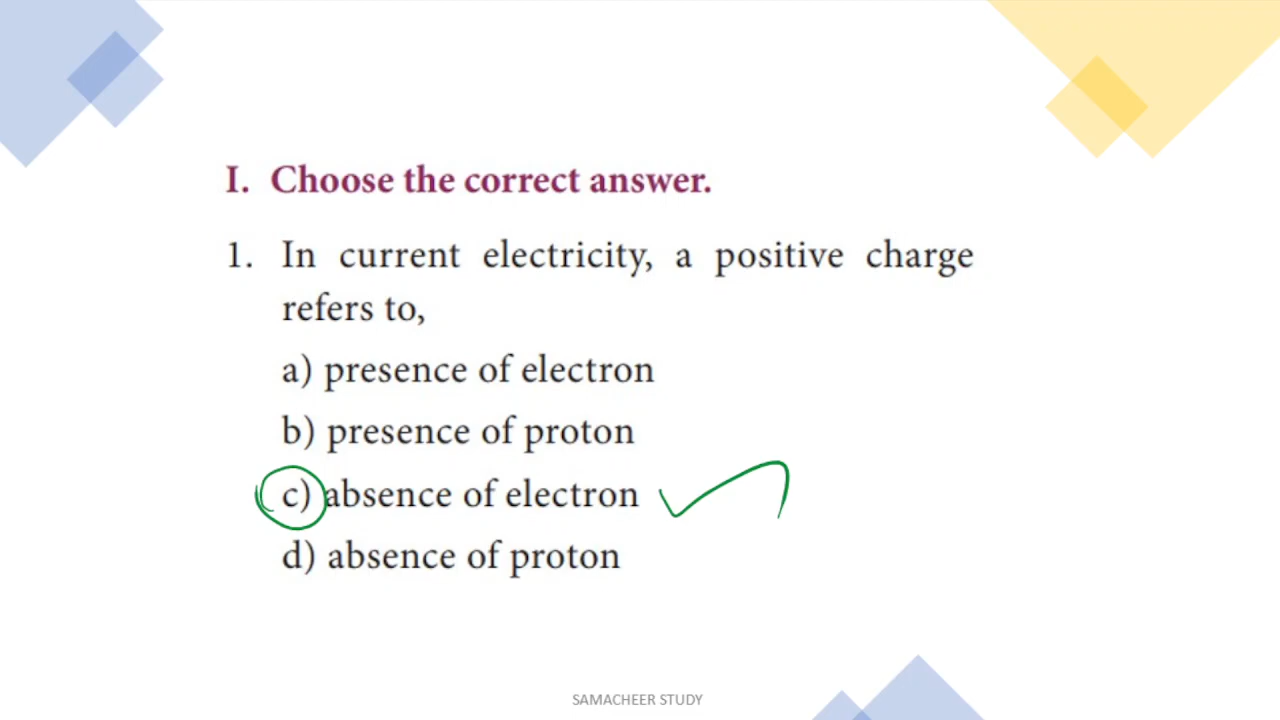 I. Choose the correct answer.
1. In current electricity, a positive charge
refers to,
a) presence of electron
b) presence of proton
c) absence of electron
d) absence of proton
SAMACHEER STUDY